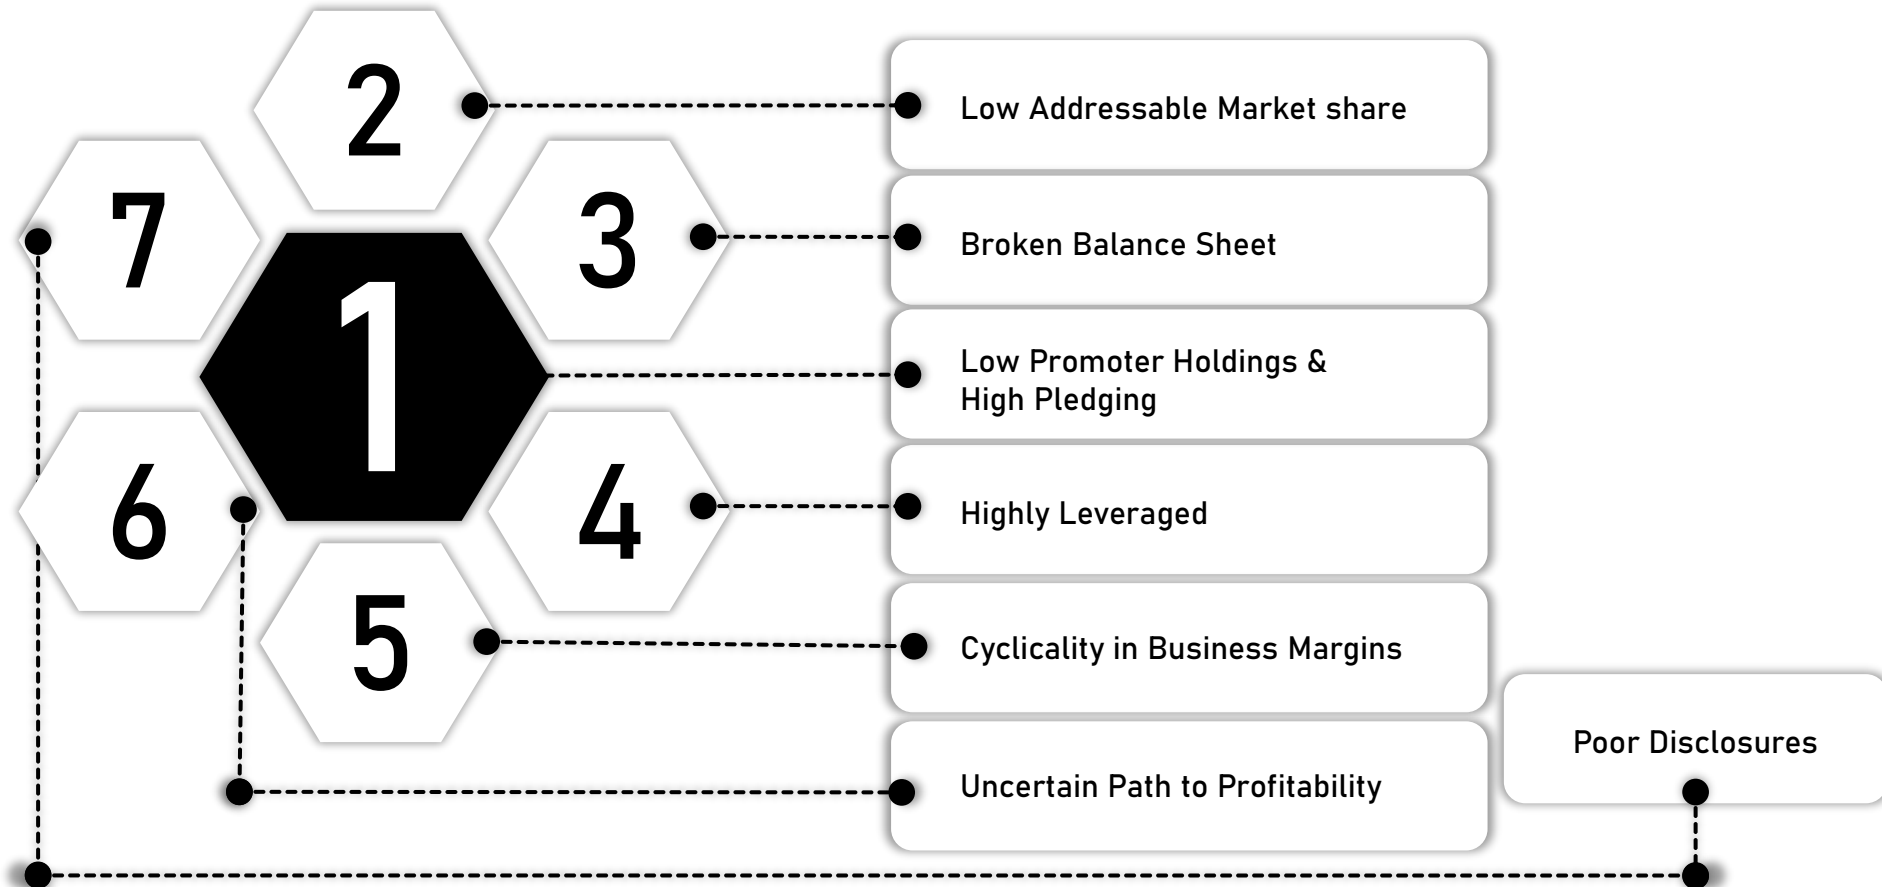 2
Low Addressable Market share
7
3
Broken Balance Sheet
1
Low Promoter Holdings &
High Pledging
6
4
Highly Leveraged
5
Cyclicality in Business Margins
Poor Disclosures
Uncertain Path to Profitability